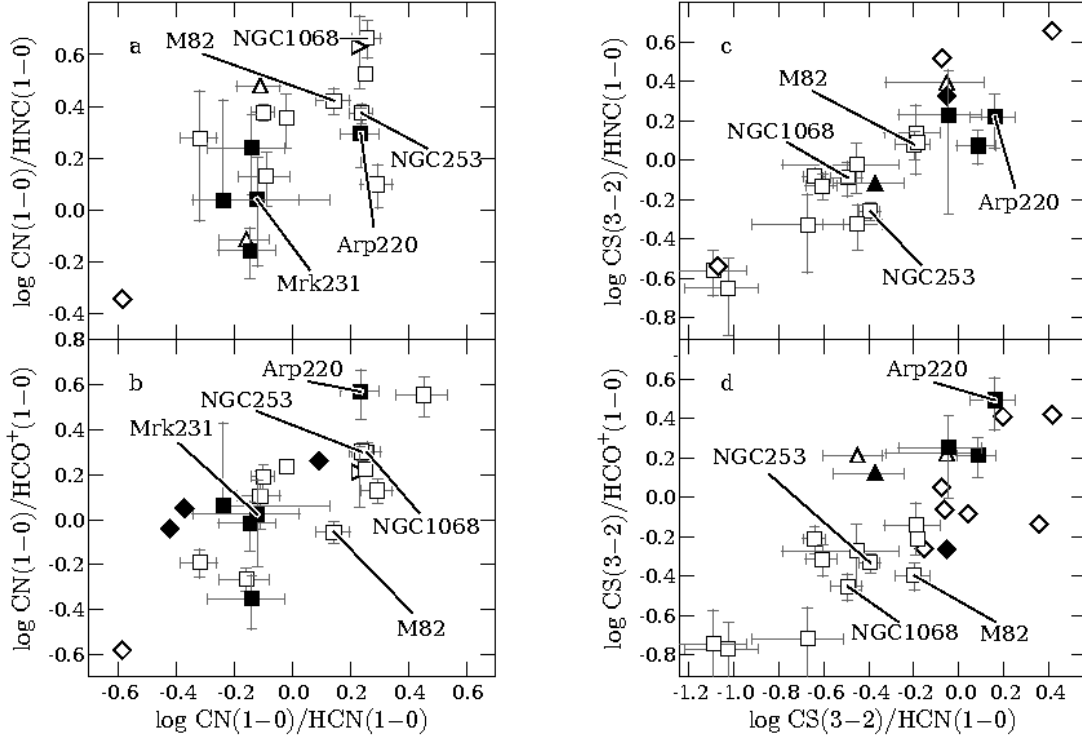 a
M82
NGC1068
NGC253
Arp220
Mrk231
0.6
0.4
0.2
0.0
-0.2
-0.4
log CN(1−0)/HNC(1−0)
b
Arp220
NGC253
Mrk231
NGC1068
M82
0.8
0.6
0.4
0.2
0.0
-0.2
-0.4
-0.6
log CN(1−0)/HCO+(1−0)
-0.6 -0.4 -0.2 0.0 0.2 0.4 0.6
log CN(1−0)/HCN(1−0)
c
M82
NGC1068
Arp220
NGC253
0.6
0.4
0.2
-0.0
-0.2
-0.4
-0.6
-0.8
log CS(3−2)/HNC(1−0)
d
Arp220
NGC253
NGC1068
M82
0.6
0.4
0.2
-0.0
-0.2
-0.4
-0.6
-0.8
log CS(3−2)/HCO+(1−0)
-1.2 -1.0 -0.8 -0.6 -0.4 -0.2 0.0 0.2 0.4
log CS(3−2)/HCN(1−0)